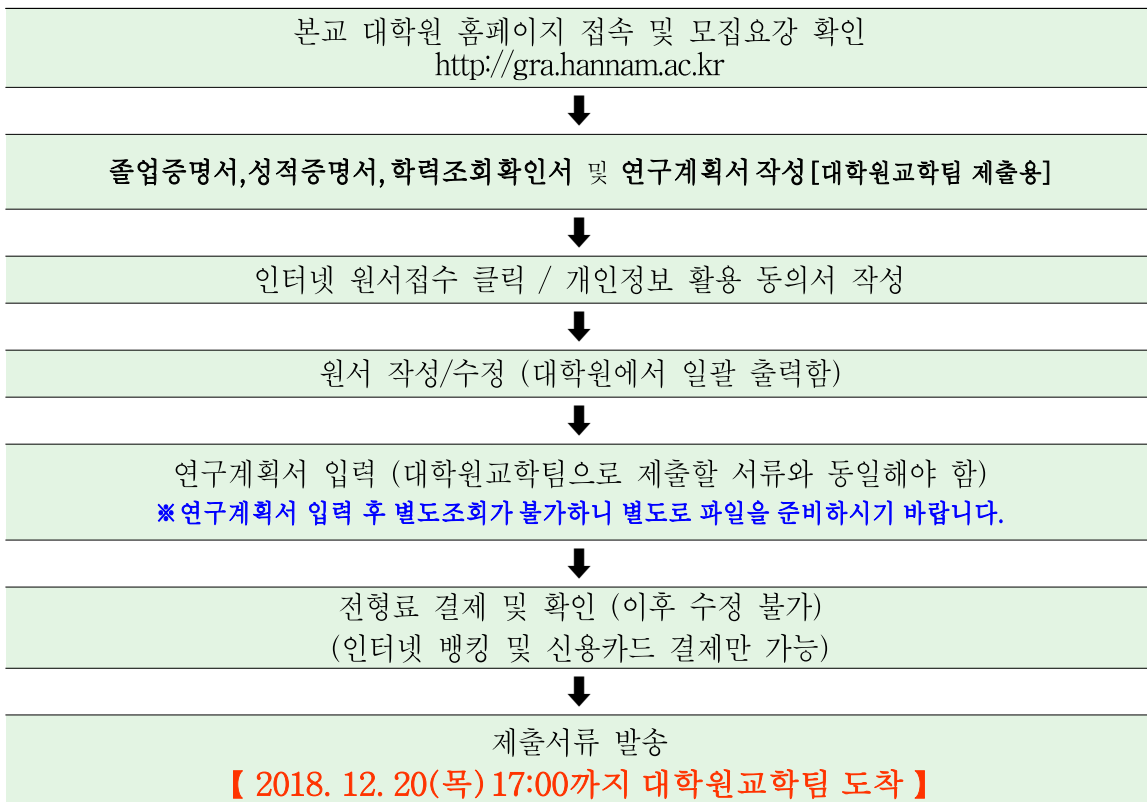 본교 대학원 홈페이지 접속 및 모집요강 확인
http://gra.hannam.ac.kr
졸업증명서,성적증명서,학력조회확인서 및 연구계획서작성[대학원교학팀 제출용]
인터넷 원서접수 클릭 / 개인정보 활용 동의서 작성
원서 작성/수정 (대학원에서 일괄 출력함)
연구계획서 입력 (대학원교학팀으로 제출할 서류와 동일해야 함)
※연구계획서 입력 후 별도조회가 불가하니 별도로 파일을 준비하시기 바랍니다.
전형료 결제 및 확인 (이후 수정 불가)
(인터넷 뱅킹 및 신용카드 결제만 가능)
제출서류 발송
【 2018. 12. 20(목) 17:00까지 대학원교학팀 도착 】